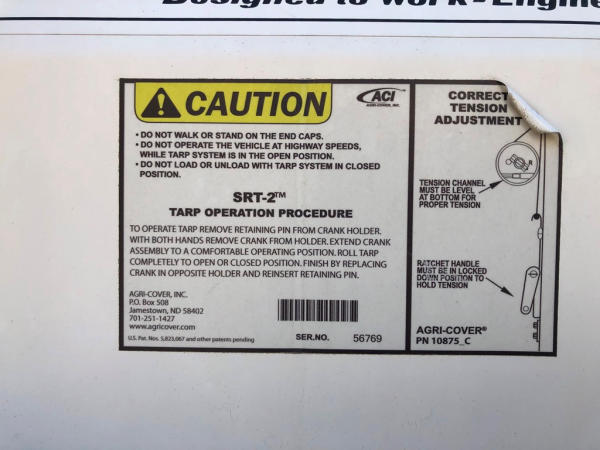 Designed to work - Engine
CAUTION
ACI
AGRI-COVER, INC.
• DO NOT WALK OR STAND ON THE END CAPS.
• DO NOT OPERATE THE VEHICLE AT HIGHWAY SPEEDS,
WHILE TARP SYSTEM IS IN THE OPEN POSITION.
• DO NOT LOAD OR UNLOAD WITH TARP SYSTEM IN CLOSED
POSITION.
SRT-2™
TARP OPERATION PROCEDURE
TO OPERATE TARP REMOVE RETAINING PIN FROM CRANK HOLDER.
WITH BOTH HANDS REMOVE CRANK FROM HOLDER. EXTEND CRANK
ASSEMBLY TO A COMFORTABLE OPERATING POSITION. ROLL TARP
COMPLETELY TO OPEN OR CLOSED POSITION. FINISH BY REPLACING
CRANK IN OPPOSITE HOLDER AND REINSERT RETAINING PIN.
AGRI-COVER, INC.
P.O. Box 508
Jamestown, ND 58402
701-251-1427
www.agricover.com
U.S. Pat. Nos. 5,823,067 and other patents pending
SER.NO. 56769
CORRECT
TENSION
ADJUSTMENT
TENSION CHANNEL
MUST BE LEVEL
AT BOTTOM FOR
PROPER TENSION
RATCHET HANDLE
MUST BE IN LOCKED
DOWN POSITION TO
HOLD TENSION
AGRI-COVER®
PN 10875_C